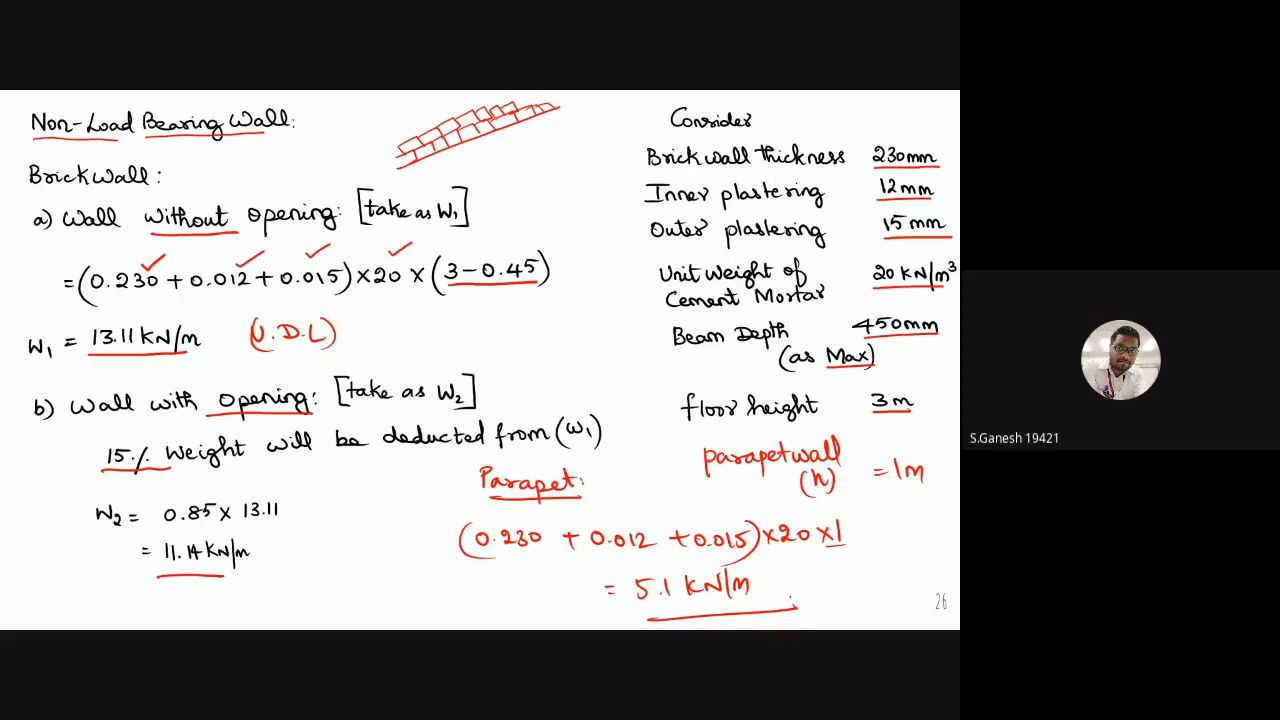 Non-Load Bearing Wall:
Brick Wall:
a) Wall without opening: [take as W1]
= (0.230 + 0.012 + 0.015) × 20 × (3 - 0.45)
W1 = 13.11 KN/m (U.D.L)
b) Wall with opening: [take as W2]
15% Weight will be deducted from (W1)
W2 = 0.85 × 13.11
= 11.14 KN/m
Consider
Brick wall thickness 230mm
Inner plastering 12mm
Outer plastering 15mm
Unit Weight of 20 KN/m³
Cement Mortar
Beam Depth 450mm
(as Max)
floor height 3m
parapet wall
(h) = 1m
Parapet:
(0.230 + 0.012 + 0.015) × 20 × 1
= 5.1 KN/m
26
S.Ganesh 19421